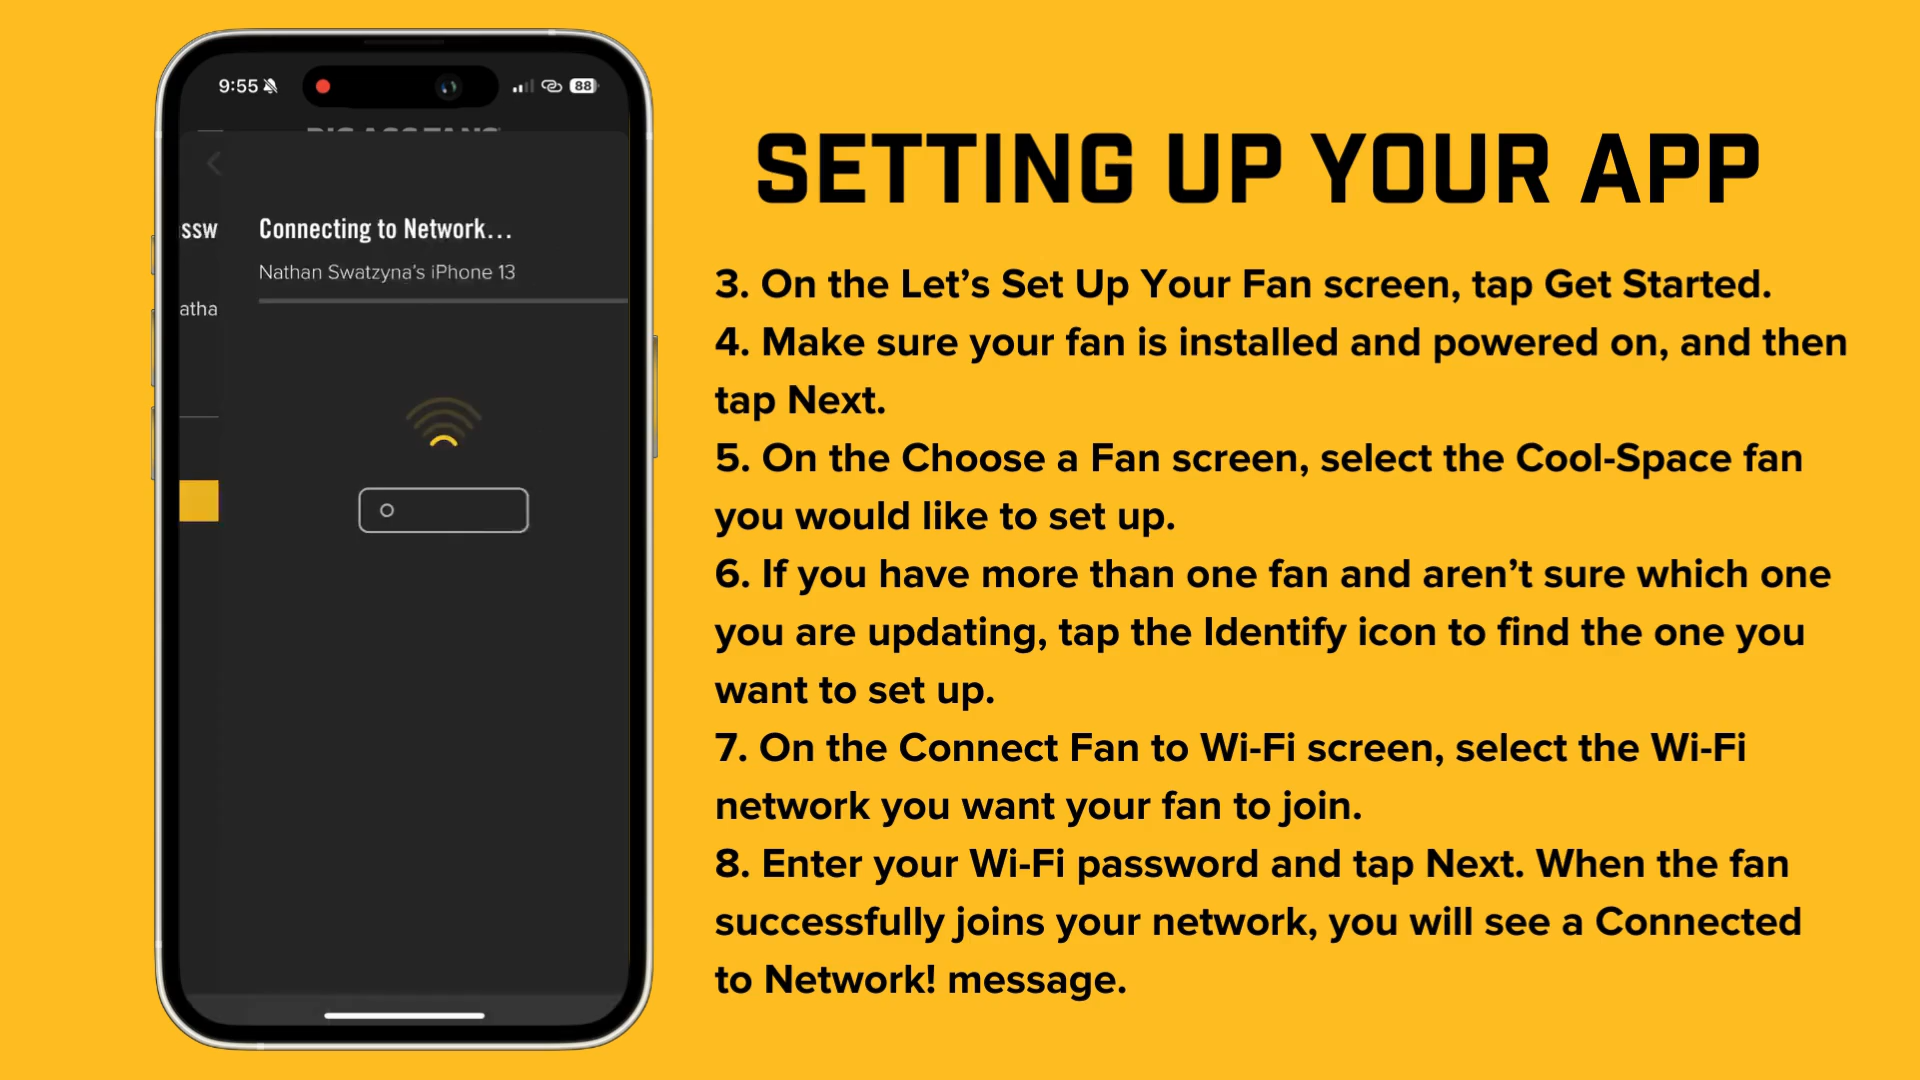 9:55
88
Connecting to Network...
Nathan Swatzyna's iPhone 13
ssw
atha
SETTING UP YOUR APP
3. On the Let's Set Up Your Fan screen, tap Get Started.
4. Make sure your fan is installed and powered on, and then
tap Next.
5. On the Choose a Fan screen, select the Cool-Space fan
you would like to set up.
6. If you have more than one fan and aren't sure which one
you are updating, tap the Identify icon to find the one you
want to set up.
7. On the Connect Fan to Wi-Fi screen, select the Wi-Fi
network you want your fan to join.
8. Enter your Wi-Fi password and tap Next. When the fan
successfully joins your network, you will see a Connected
to Network! message.